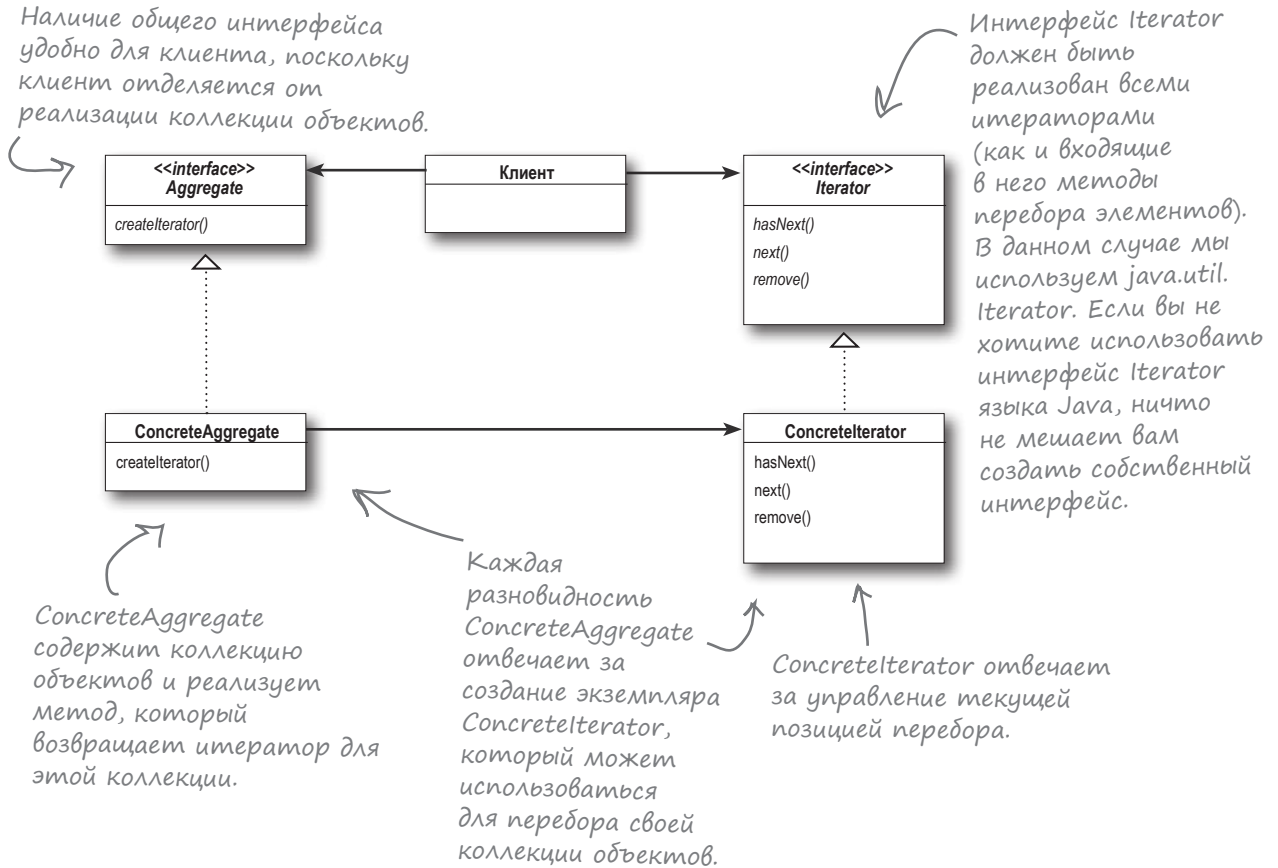 Наличие общего интерфейса
удобно для клиента, поскольку
клиент отделяется от
реализации коллекции объектов.
Интерфейс Iterator
должен быть
реализован всеми
итераторами
(как и входящие
в него методы
перебора элементов).
В данном случае мы
используем java.util.
Iterator. Если вы не
хотите использовать
интерфейс Iterator
языка Java, ничто
не мешает вам
создать собственный
интерфейс.
<<interface>>
Aggregate
createIterator()
Клиент
<<interface>>
Iterator
hasNext()
next()
remove()
ConcreteAggregate
createIterator()
ConcreteIterator
hasNext()
next()
remove()
ConcreteAggregate
содержит коллекцию
объектов и реализует
метод, который
возвращает итератор для
этой коллекции.
Каждая
разновидность
ConcreteAggregate
отвечает за
создание экземпляра
ConcreteIterator,
который может
использоваться
для перебора своей
коллекции объектов.
ConcreteIterator отвечает
за управление текущей
позицией перебора.